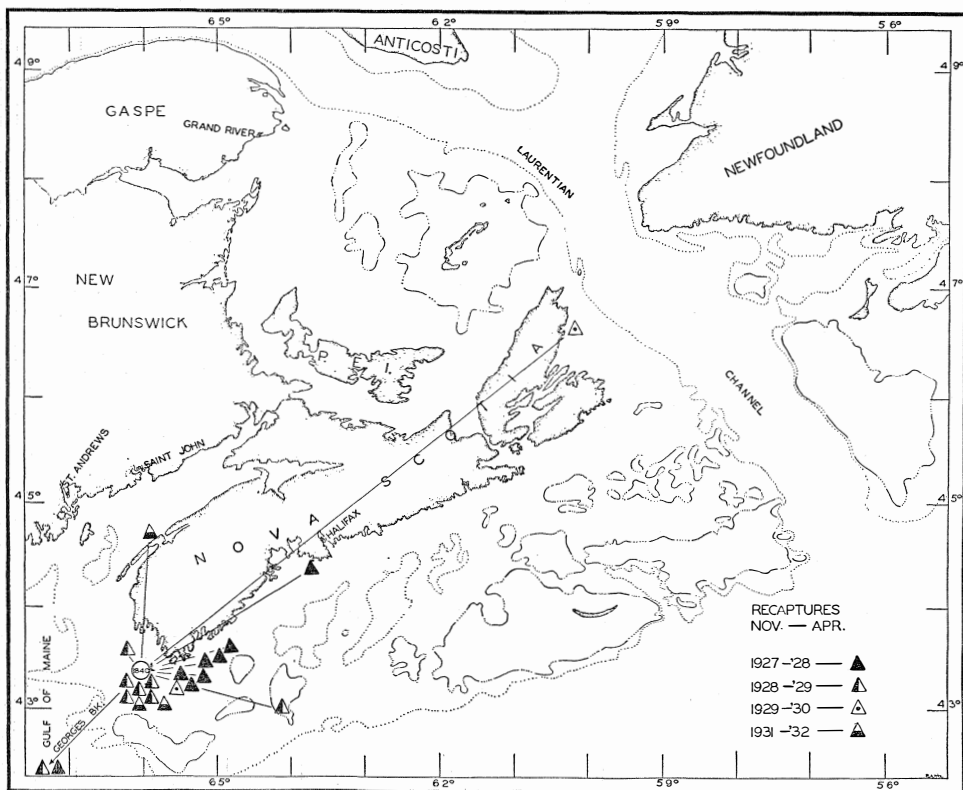 65° 62° 59° 56°
49° 49°
ANTICOSTI
GASPE
GRAND RIVER
NEWFOUNDLAND
LAURENTIAN
47° 47°
NEW
BRUNSWICK
P. E. I.
CHANNEL
ST. ANDREWS
SAINT JOHN
NOVA SCOTIA
HALIFAX
45° 45°
RECAPTURES
NOV. — APR.
1927-'28
1928-'29
1929-'30
1931-'32
GULF OF MAINE
GEORGES BK.
43° 43°
65° 62° 59° 56°